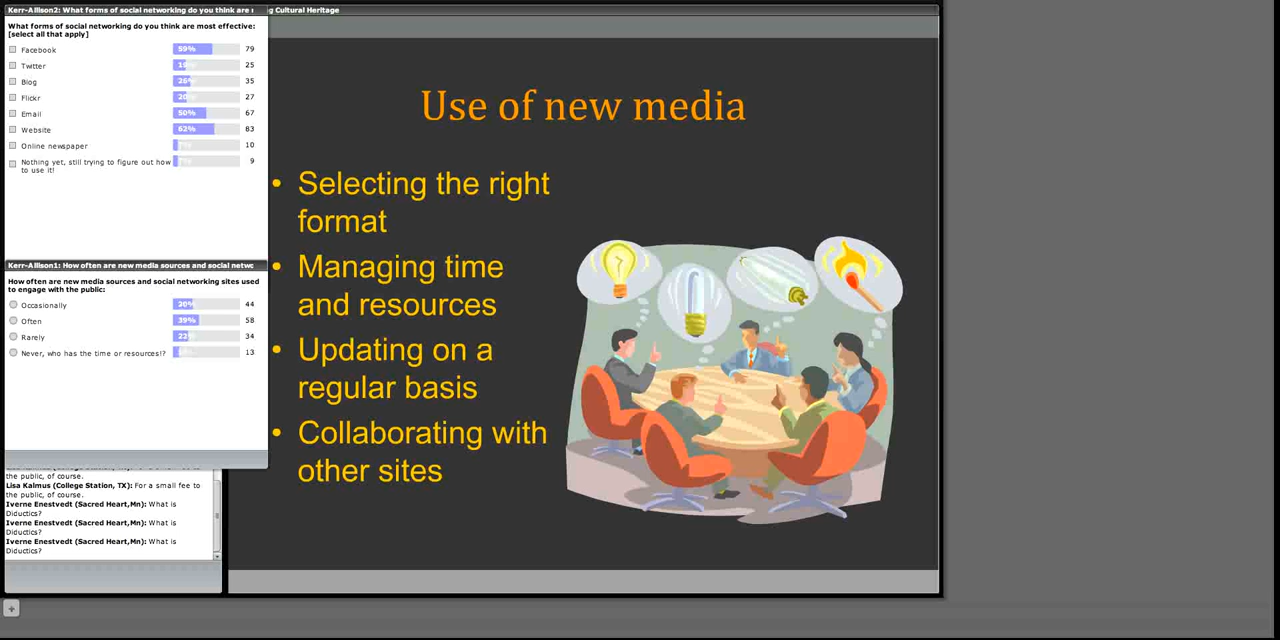 Kerr-Allison2: What forms of social networking do you think are
g Cultural Heritage
What forms of social networking do you think are most effective:
[select all that apply]
Facebook 59% 79
Twitter 25
Blog 26% 35
Flickr 20% 27
Email 50% 67
Website 62% 83
Online newspaper 7% 10
Nothing yet, still trying to figure out how 7% 9
to use it!
Kerr-Allison1: How often are new media sources and social netwo
How often are new media sources and social networking sites used
to engage with the public:
Occasionally 44
Often 39% 58
Rarely 22% 34
Never, who has the time or resources!? 13
the public, of course.
Lisa Kalmus (College Station, TX): For a small fee to
the public, of course.
Iverne Enestvedt (Sacred Heart,Mn): What is
Diductics?
Iverne Enestvedt (Sacred Heart,Mn): What is
Diductics?
Iverne Enestvedt (Sacred Heart,Mn): What is
Diductics?
Use of new media
• Selecting the right
format
• Managing time
and resources
• Updating on a
regular basis
• Collaborating with
other sites